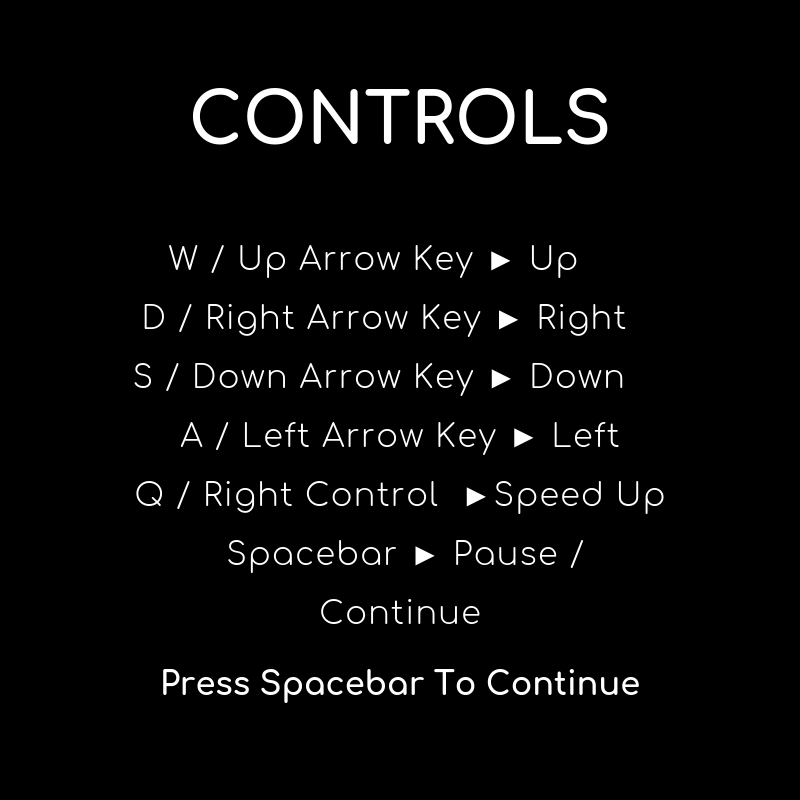 CONTROLS
W / Up Arrow Key ► Up
D / Right Arrow Key ► Right
S / Down Arrow Key ► Down
A / Left Arrow Key ► Left
Q / Right Control ►Speed Up
Spacebar ► Pause /
Continue
Press Spacebar To Continue